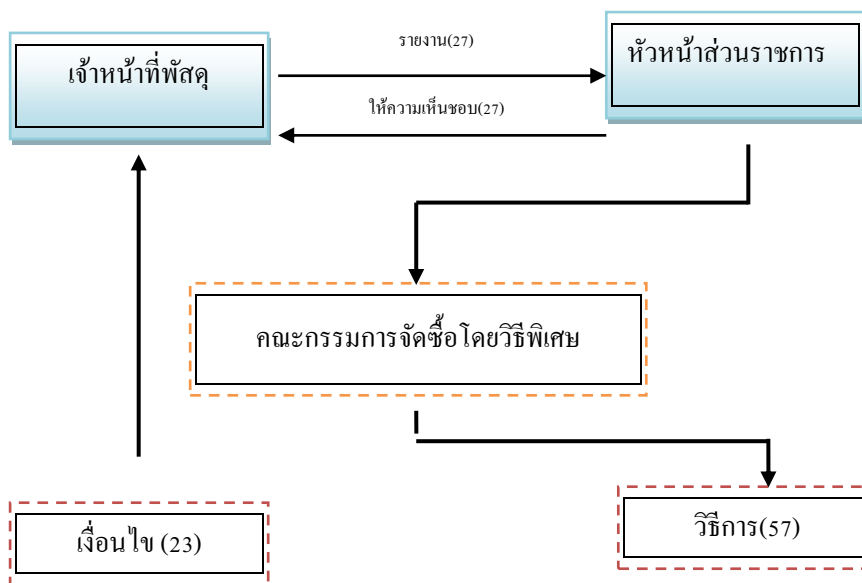 รายงาน(27)
หัวหน้าส่วนราชการ
เจ้าหน้าที่พัสดุ
ให้ความเห็นชอบ(27)
คณะกรรมการจัดซื้อโดยวิธีพิเศษ
เงื่อนไข (23)
วิธีการ(57)